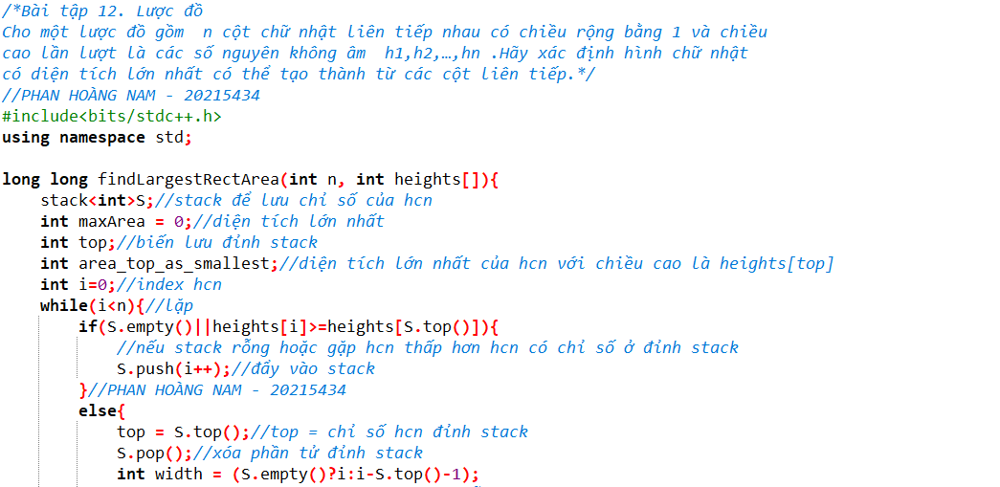 /*Bài tập 12. Lược đồ
Cho một lược đồ gồm  n cột chữ nhật liên tiếp nhau có chiều rộng bằng 1 và chiều
cao lần lượt là các số nguyên không âm  h1,h2,…,hn .Hãy xác định hình chữ nhật
có diện tích lớn nhất có thể tạo thành từ các cột liên tiếp.*/
//PHAN HOÀNG NAM - 20215434
#include<bits/stdc++.h>
using namespace std;
long long findLargestRectArea(int n, int heights[]){
stack<int>S;//stack để lưu chỉ số của hcn
int maxArea = 0;//diện tích lớn nhất
int top;//biến lưu đỉnh stack
int area_top_as_smallest;//diện tích lớn nhất của hcn với chiều cao là heights[top]
int i=0;//index hcn
while(i<n){//lặp
if(S.empty()||heights[i]>=heights[S.top()]){
//nếu stack rỗng hoặc gặp hcn thấp hơn hcn có chỉ số ở đỉnh stack
S.push(i++);//đẩy vào stack
}//PHAN HOÀNG NAM - 20215434
else{
top = S.top();//top = chỉ số hcn đỉnh stack
S.pop();//xóa phần tử đỉnh stack
int width = (S.empty()?i:i-S.top()-1);